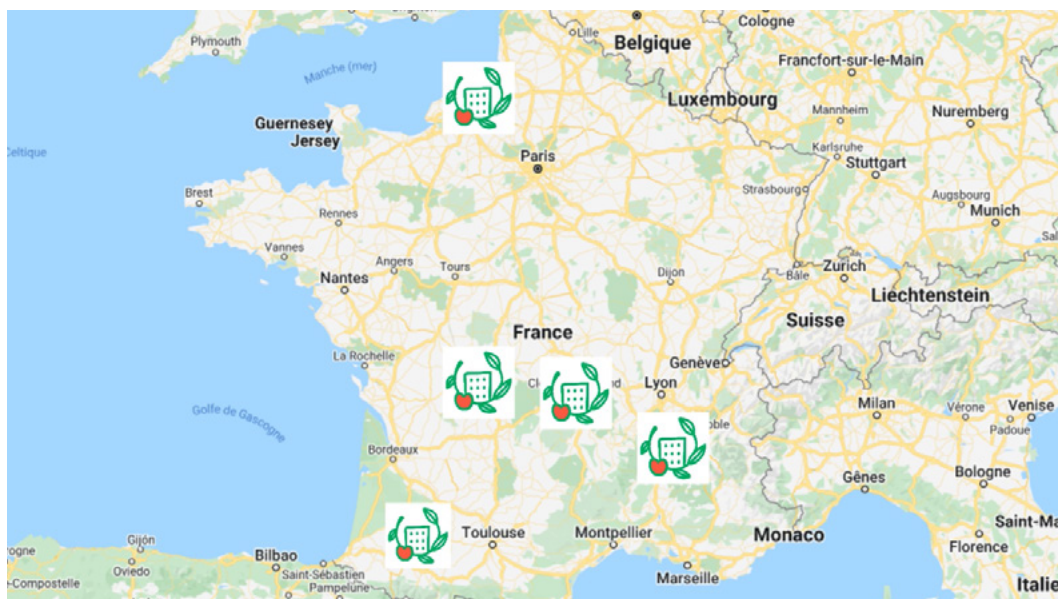 Plymouth
Lille
Belgique
Cologne
Manche (mer)
Francfort-sur-le-Main
Luxembourg
Mannheim
Nuremberg
Guernesey
Jersey
Celtique
Paris
Karlsruhe
Stuttgart
Strasbourg
Augsbourg
Munich
Brest
Rennes
Vannes
Angers
Tours
Dijon
Bâle
Zurich
Nantes
Liechtenstein
France
Suisse
La Rochelle
Genève
Lyon
Milan
Vérone
Venise
Padoue
Golfe de Gascogne
Bordeaux
Gênes
Bologne
Toulouse
Montpellier
Monaco
Saint-Ma
Florence
Gijón
Oviedo
Bilbao
Saint-Sébastien
Pampelune
-Compostelle
Marseille
Italie